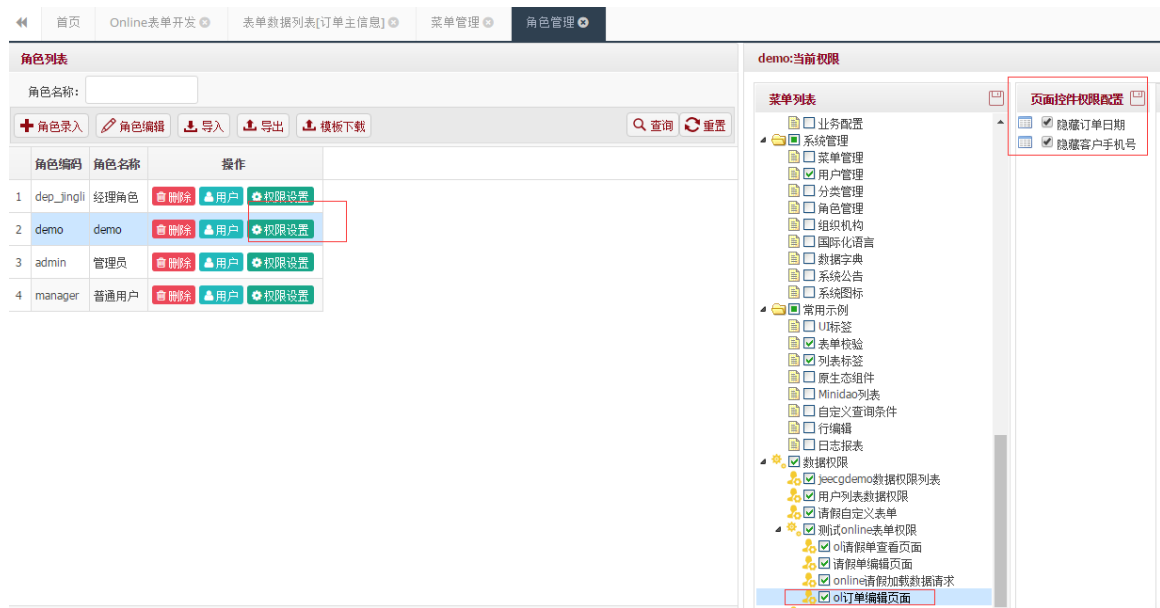 首页 Online表单开发 表单数据列表[订单主信息] 菜单管理 角色管理
角色列表
角色名称:
角色录入 角色编辑 导入 导出 模板下载 查询 重置
角色编码 角色名称 操作
1 dep_jingli 经理角色 删除 用户 权限设置
2 demo demo 删除 用户 权限设置
3 admin 管理员 删除 用户 权限设置
4 manager 普通用户 删除 用户 权限设置
demo:当前权限
菜单列表
业务配置
系统管理
菜单管理
用户管理
分类管理
角色管理
组织机构
国际化语言
数据字典
系统公告
系统图标
常用示例
UI标签
表单校验
列表标签
原生态组件
Minidao列表
自定义查询条件
行编辑
日志报表
数据权限
jeecgdemo数据权限列表
用户列表数据权限
请假自定义表单
测试online表单权限
ol请假单查看页面
请假单编辑页面
online请假加载数据请求
ol订单编辑页面
页面控件权限配置
隐藏订单日期
隐藏客户手机号